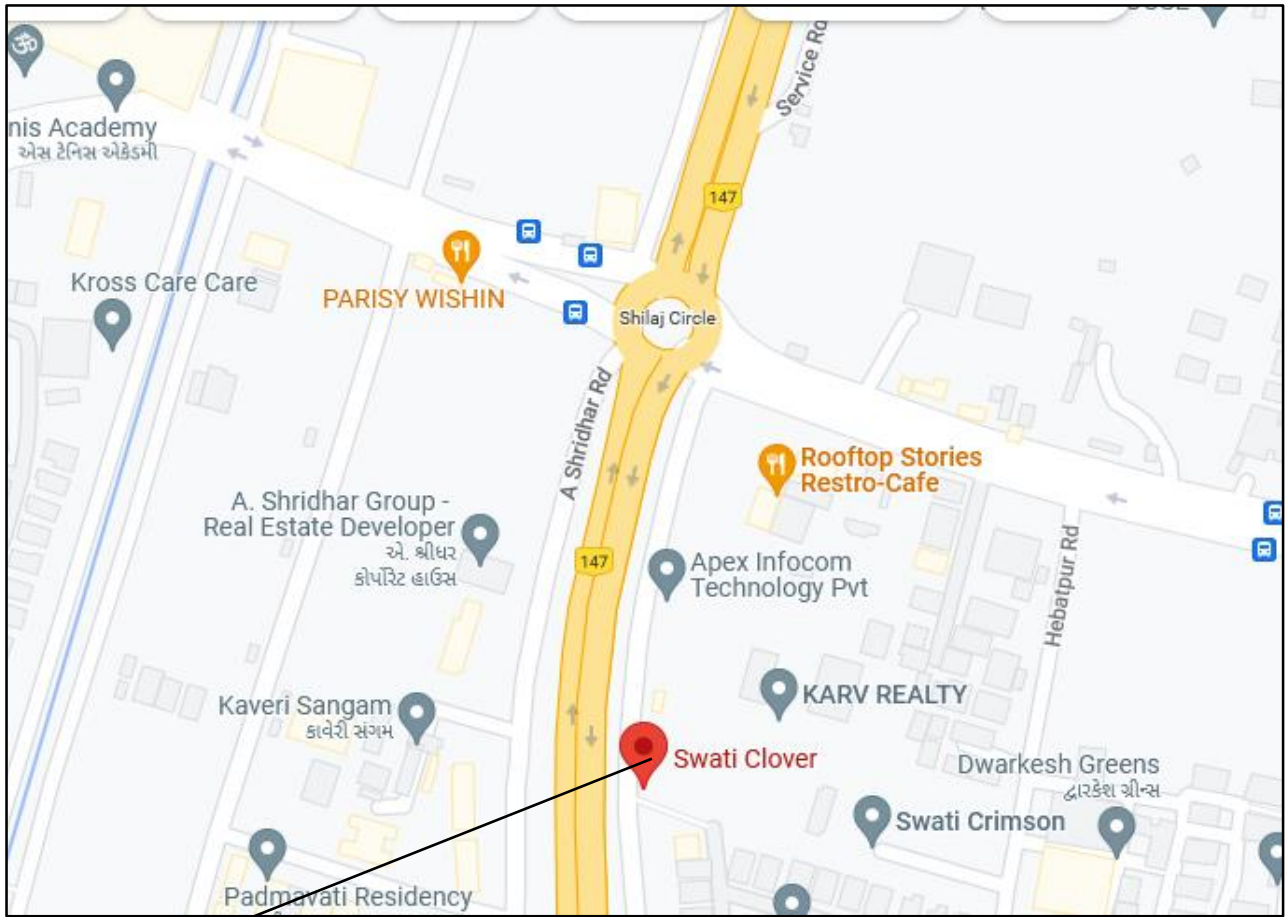 Service Rd
nis Academy
એસ ટેનિસ એકેડમી
147
Kross Care Care
PARISY WISHIN
Shilaj Circle
A Shridhar Rd
Rooftop Stories
Restro-Cafe
A. Shridhar Group -
Real Estate Developer
એ. શ્રીધર
કોર્પોરેટ હાઉસ
147
Apex Infocom
Technology Pvt
Hebatpur Rd
Kaveri Sangam
કાવેરી સંગમ
KARV REALTY
Swati Clover
Dwarkesh Greens
દ્વારકેશ ગ્રીન્સ
Swati Crimson
Padmavati Residency